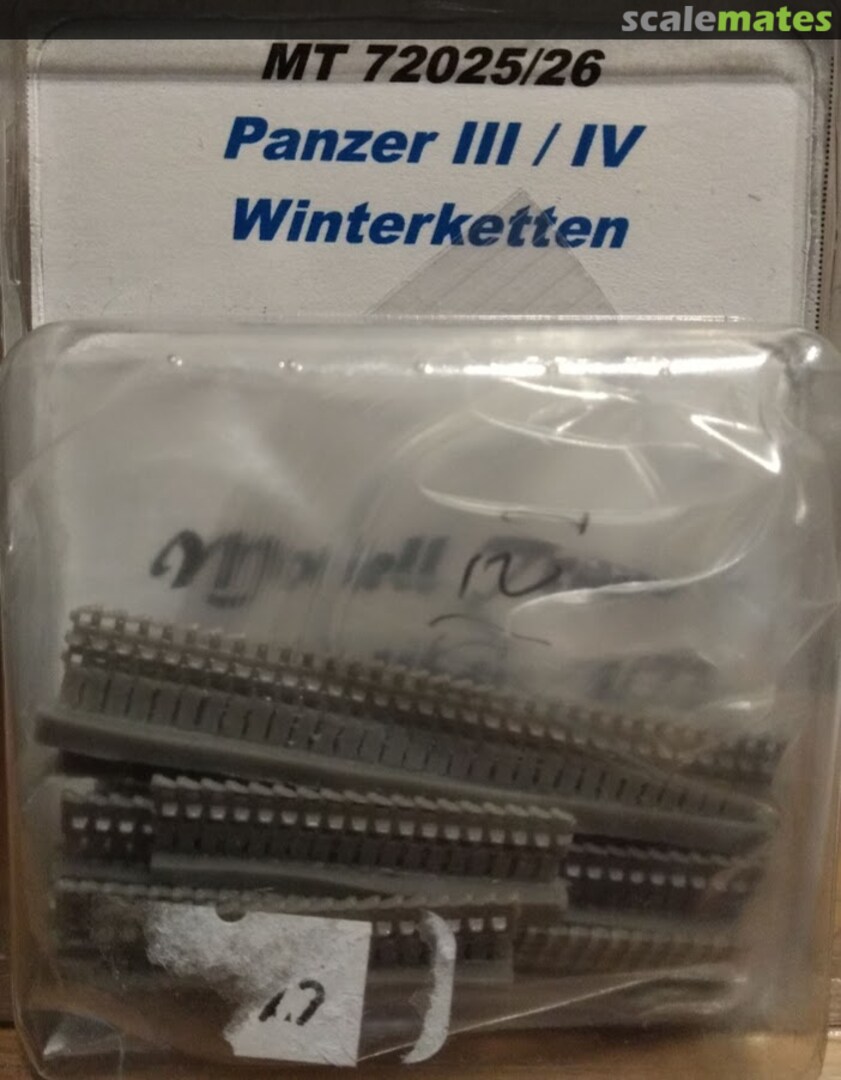 scalemates
MT 72025/26
Panzer III / IV
Winterketten